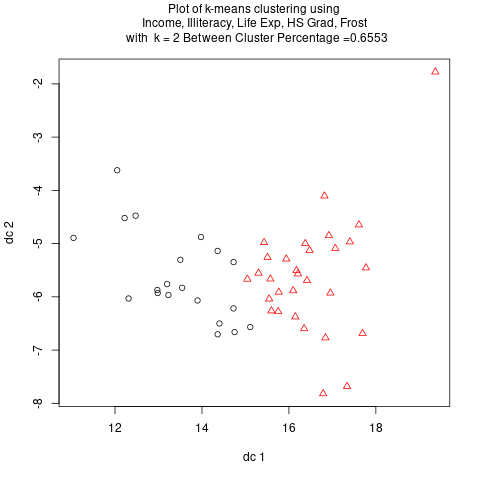 Plot of k-means clustering using
Income, Illiteracy, Life Exp, HS Grad, Frost
with  k = 2 Between Cluster Percentage =0.6553
-2
-3
-4
-5
-6
-7
-8
dc 2
12 14 16 18
dc 1